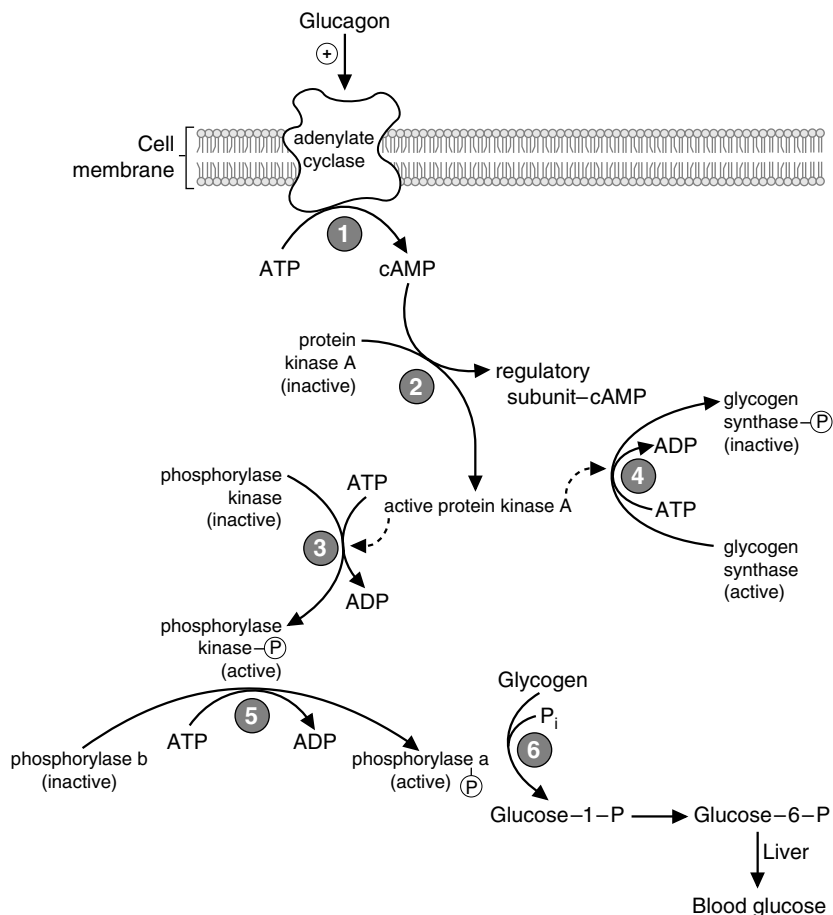 Glucagon
+
Cell
membrane
adenylate
cyclase
1
ATP
cAMP
protein
kinase A
(inactive)
2
regulatory
subunit–cAMP
glycogen
synthase–P
(inactive)
ADP
4
ATP
glycogen
synthase
(active)
phosphorylase
kinase
(inactive)
ATP
active protein kinase A
3
ADP
phosphorylase
kinase–P
(active)
5
ATP
ADP
phosphorylase b
(inactive)
phosphorylase a
(active)
P
Glycogen
Pi
6
Glucose–1–P
Glucose–6–P
Liver
Blood glucose